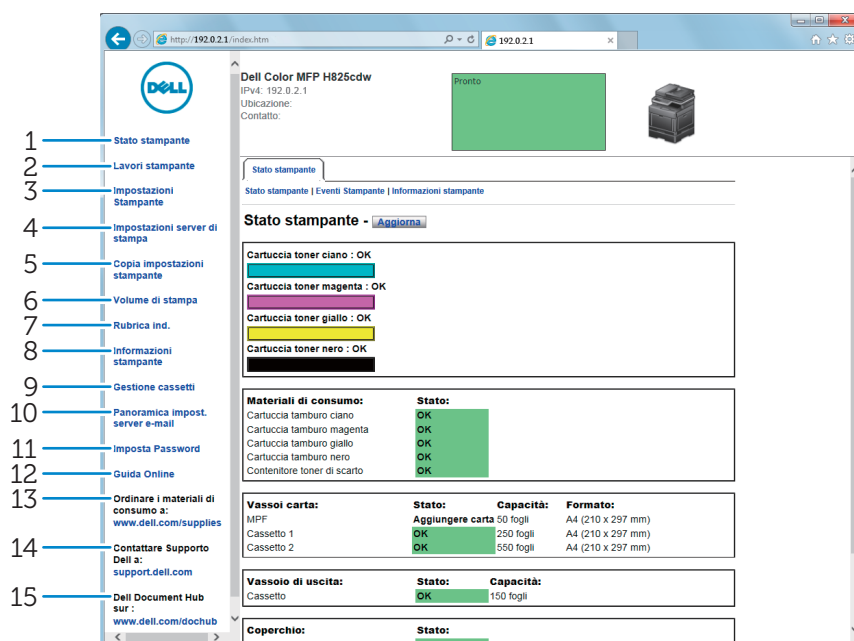 http://192.0.2.1/index.htm
192.0.2.1
DELL
Dell Color MFP H825cdw
IPv4: 192.0.2.1
Ubicazione:
Contatto:
Pronto
1 Stato stampante
2 Lavori stampante
3 Impostazioni
Stampante
4 Impostazioni server di
stampa
5 Copia impostazioni
stampante
6 Volume di stampa
7 Rubrica ind.
8 Informazioni
stampante
9 Gestione cassetti
10 Panoramica impost.
server e-mail
11 Imposta Password
12 Guida Online
13 Ordinare i materiali di
consumo a:
www.dell.com/supplies
14 Contattare Supporto
Dell a:
support.dell.com
15 Dell Document Hub
sur :
www.dell.com/dochub
Stato stampante
Stato stampante | Eventi Stampante | Informazioni stampante
Stato stampante - Aggiorna
Cartuccia toner ciano : OK
Cartuccia toner magenta : OK
Cartuccia toner giallo : OK
Cartuccia toner nero : OK
Materiali di consumo: Stato:
Cartuccia tamburo ciano OK
Cartuccia tamburo magenta OK
Cartuccia tamburo giallo OK
Cartuccia tamburo nero OK
Contenitore toner di scarto OK
Vassoi carta: Stato: Capacità: Formato:
MPF Aggiungere carta 50 fogli A4 (210 x 297 mm)
Cassetto 1 OK 250 fogli A4 (210 x 297 mm)
Cassetto 2 OK 550 fogli A4 (210 x 297 mm)
Vassoio di uscita: Stato: Capacità:
Cassetto OK 150 fogli
Coperchio: Stato: